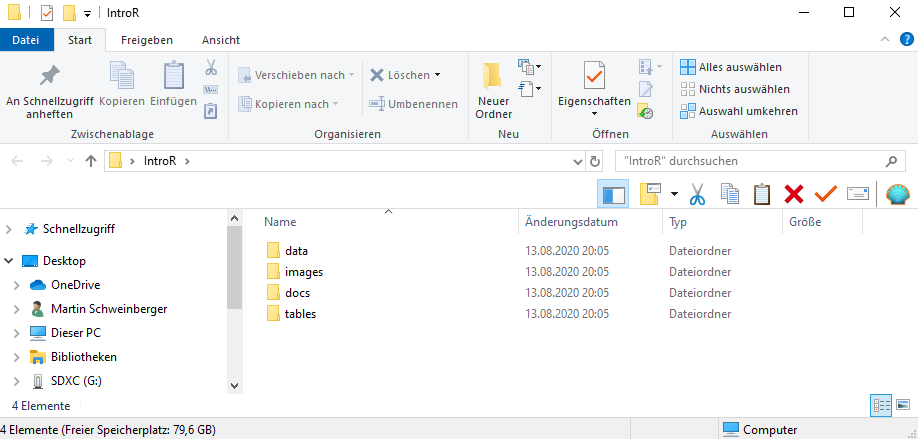 IntroR
Datei Start Freigeben Ansicht
An Schnellzugriff anheften
Kopieren
Einfügen
Zwischenablage
Verschieben nach
Kopieren nach
Löschen
Umbenennen
Organisieren
Neuer Ordner
Neu
Eigenschaften
Öffnen
Alles auswählen
Nichts auswählen
Auswahl umkehren
Auswählen
IntroR
"IntroR" durchsuchen
Schnellzugriff
Desktop
OneDrive
Martin Schweinberger
Dieser PC
Bibliotheken
SDXC (G:)
Name Änderungsdatum Typ Größe
data 13.08.2020 20:05 Dateiordner
images 13.08.2020 20:05 Dateiordner
docs 13.08.2020 20:05 Dateiordner
tables 13.08.2020 20:05 Dateiordner
4 Elemente
4 Elemente (Freier Speicherplatz: 79,6 GB)
Computer